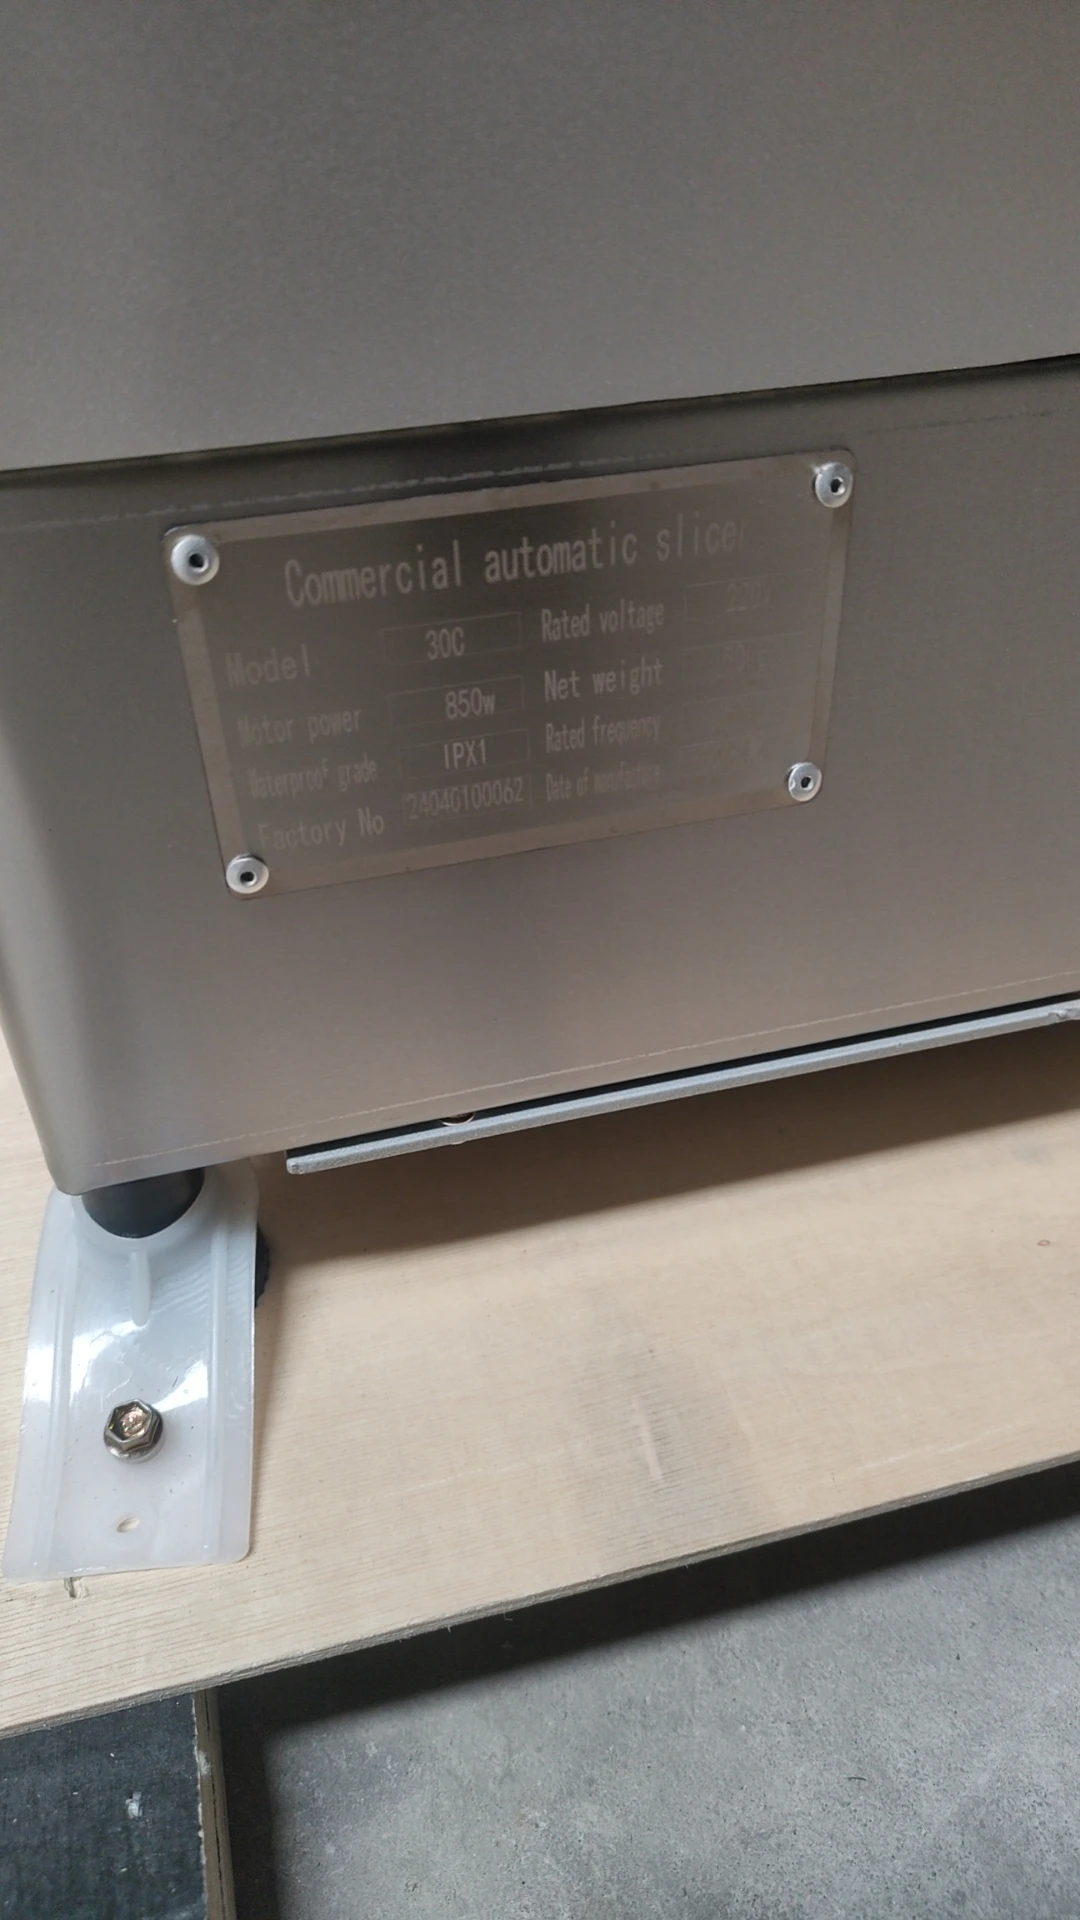 Commercial automatic slicer
Model 30C Rated voltage 220V
Motor power 850w Net weight
Waterproof grade IPX1 Rated frequency
Factory No 24040100062 Date of manufacture